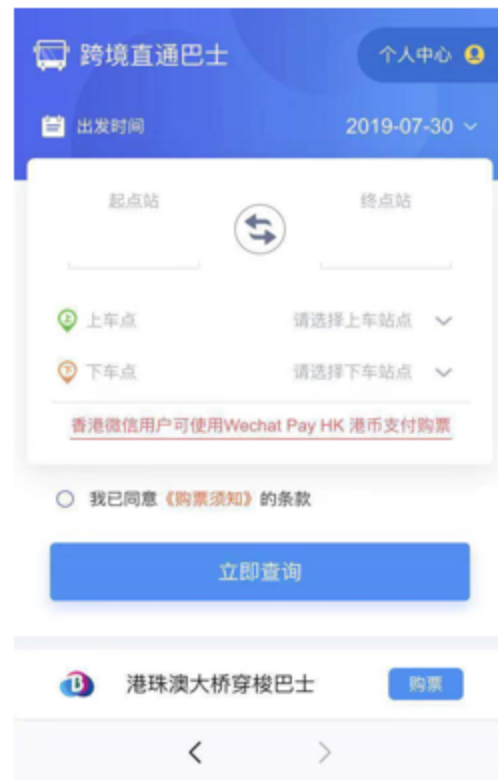 跨境直通巴士
个人中心
出发时间
2019-07-30
起点站
终点站
上
上车点
请选择上车站点
下
下车点
请选择下车站点
香港微信用户可使用Wechat Pay HK 港币支付购票
我已同意《购票须知》的条款
立即查询
港珠澳大桥穿梭巴士
购票